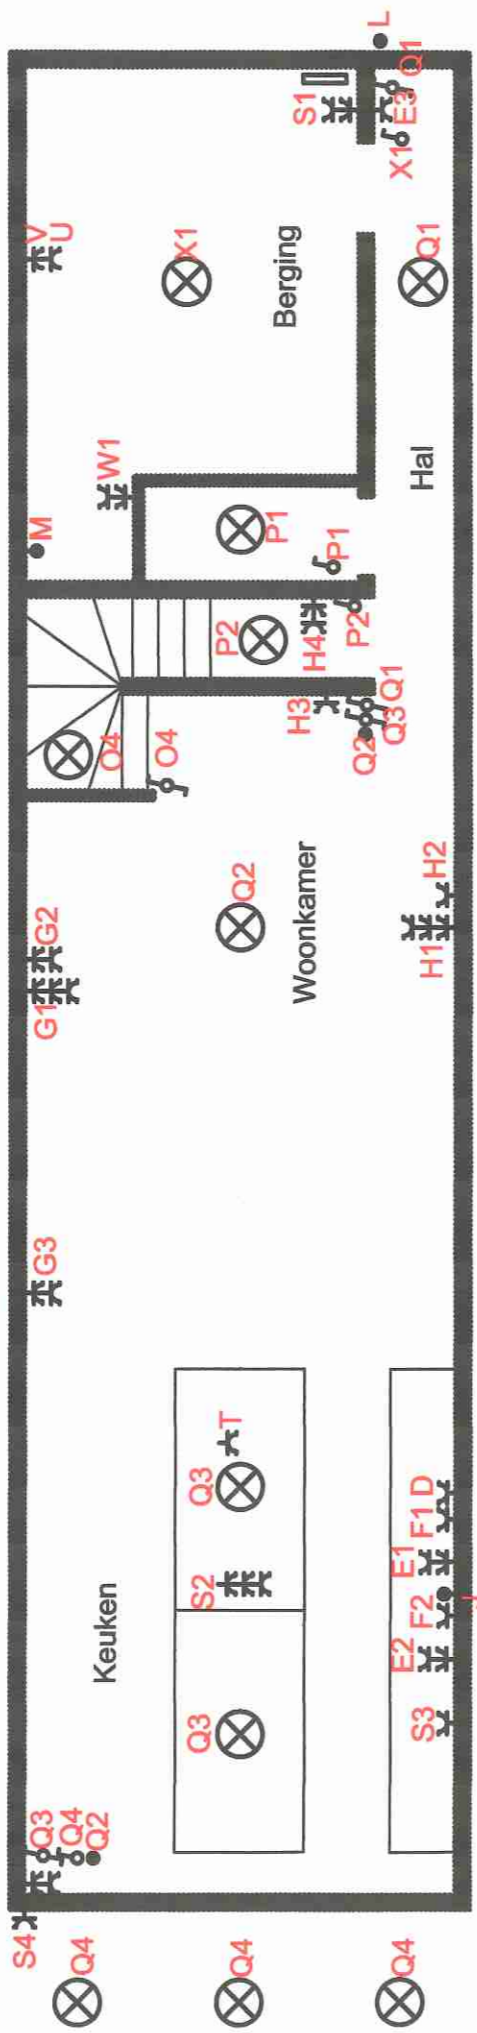 L
Q1
E3
X1
S1
V
U
X1
Berging
Q1
Hal
W1
M
P1
P1
P2
P2
H4
H3
Q1
Q3
Q2
O4
O4
Q2
Woonkamer
H2
H1
G2
G1
G3
T
Q3
S2
Keuken
Q3
D
F1
E1
F2
E2
S3
Q3
Q4
Q2
S4
Q4
Q4
Q4